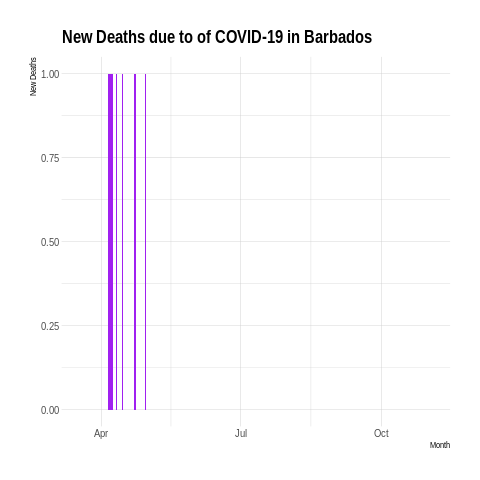 New Deaths due to of COVID-19 in Barbados
New Deaths
1.00
0.75
0.50
0.25
0.00
Apr
Jul
Oct
Month